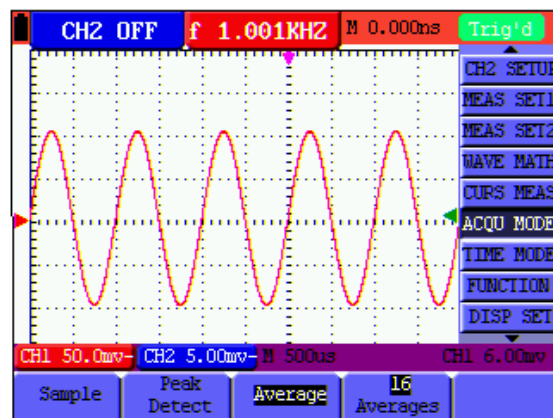 CH2 OFF
f 1.001KHZ
M 0.000ns
Trig'd
CH2 SETUP
MEAS SET1
MEAS SET2
WAVE MATH
CURS MEAS
ACQU MODE
TIME MODE
FUNCTION
DISP SET
CH1 50.0mv~ CH2 5.00mv~ M 500us CH1 6.00mv
Sample
Peak
Detect
Average
16
Averages